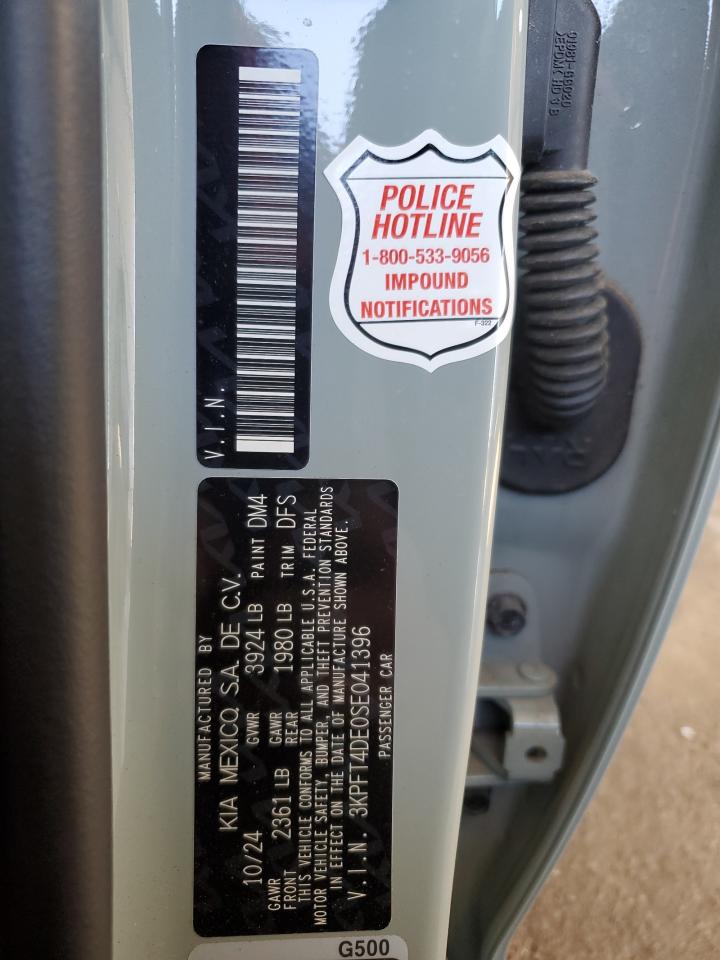 V.I.N.
POLICE
HOTLINE
1-800-533-9056
IMPOUND
NOTIFICATIONS
F-322
MANUFACTURED BY
KIA MEXICO, S.A. DE C.V.
10/24 GVWR 3924 LB PAINT DM4
GAWR FRONT 2361 LB GAWR REAR 1980 LB TRIM DFS
THIS VEHICLE CONFORMS TO ALL APPLICABLE U.S.A. FEDERAL
MOTOR VEHICLE SAFETY, BUMPER, AND THEFT PREVENTION STANDARDS
IN EFFECT ON THE DATE OF MANUFACTURE SHOWN ABOVE.
V.I.N. 3KPFT4DE0SE041396
PASSENGER CAR
G500